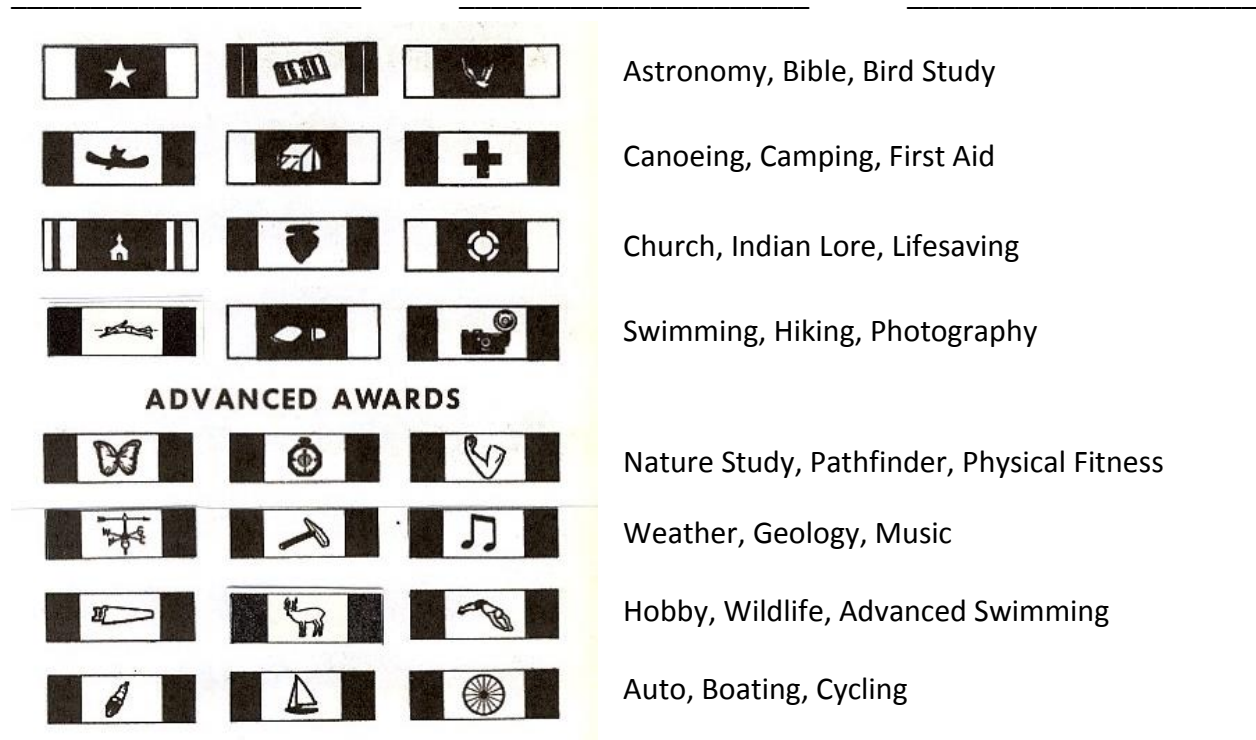 Astronomy, Bible, Bird Study
Canoeing, Camping, First Aid
Church, Indian Lore, Lifesaving
Swimming, Hiking, Photography
ADVANCED AWARDS
Nature Study, Pathfinder, Physical Fitness
Weather, Geology, Music
Hobby, Wildlife, Advanced Swimming
Auto, Boating, Cycling